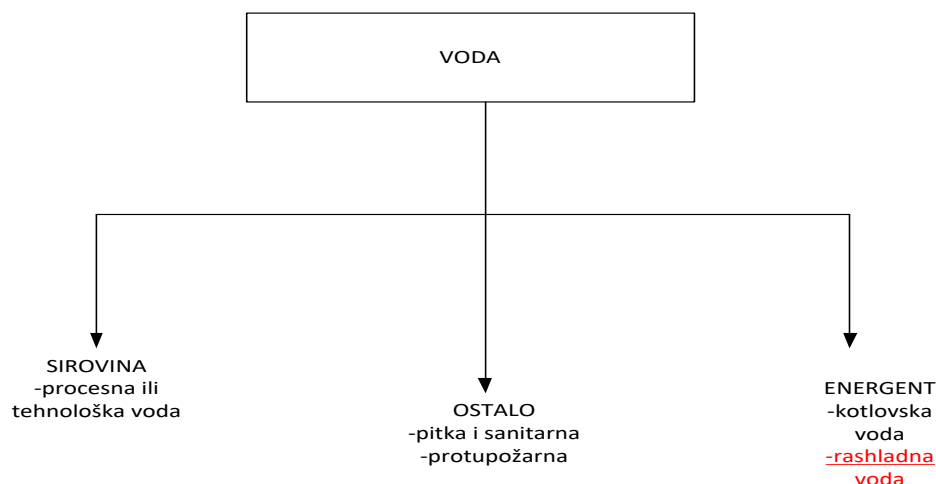 VODA
SIROVINA
-procesna ili
tehnološka voda
OSTALO
-pitka i sanitarna
-protupožarna
ENERGENT
-kotlovska
voda
-rashladna
voda